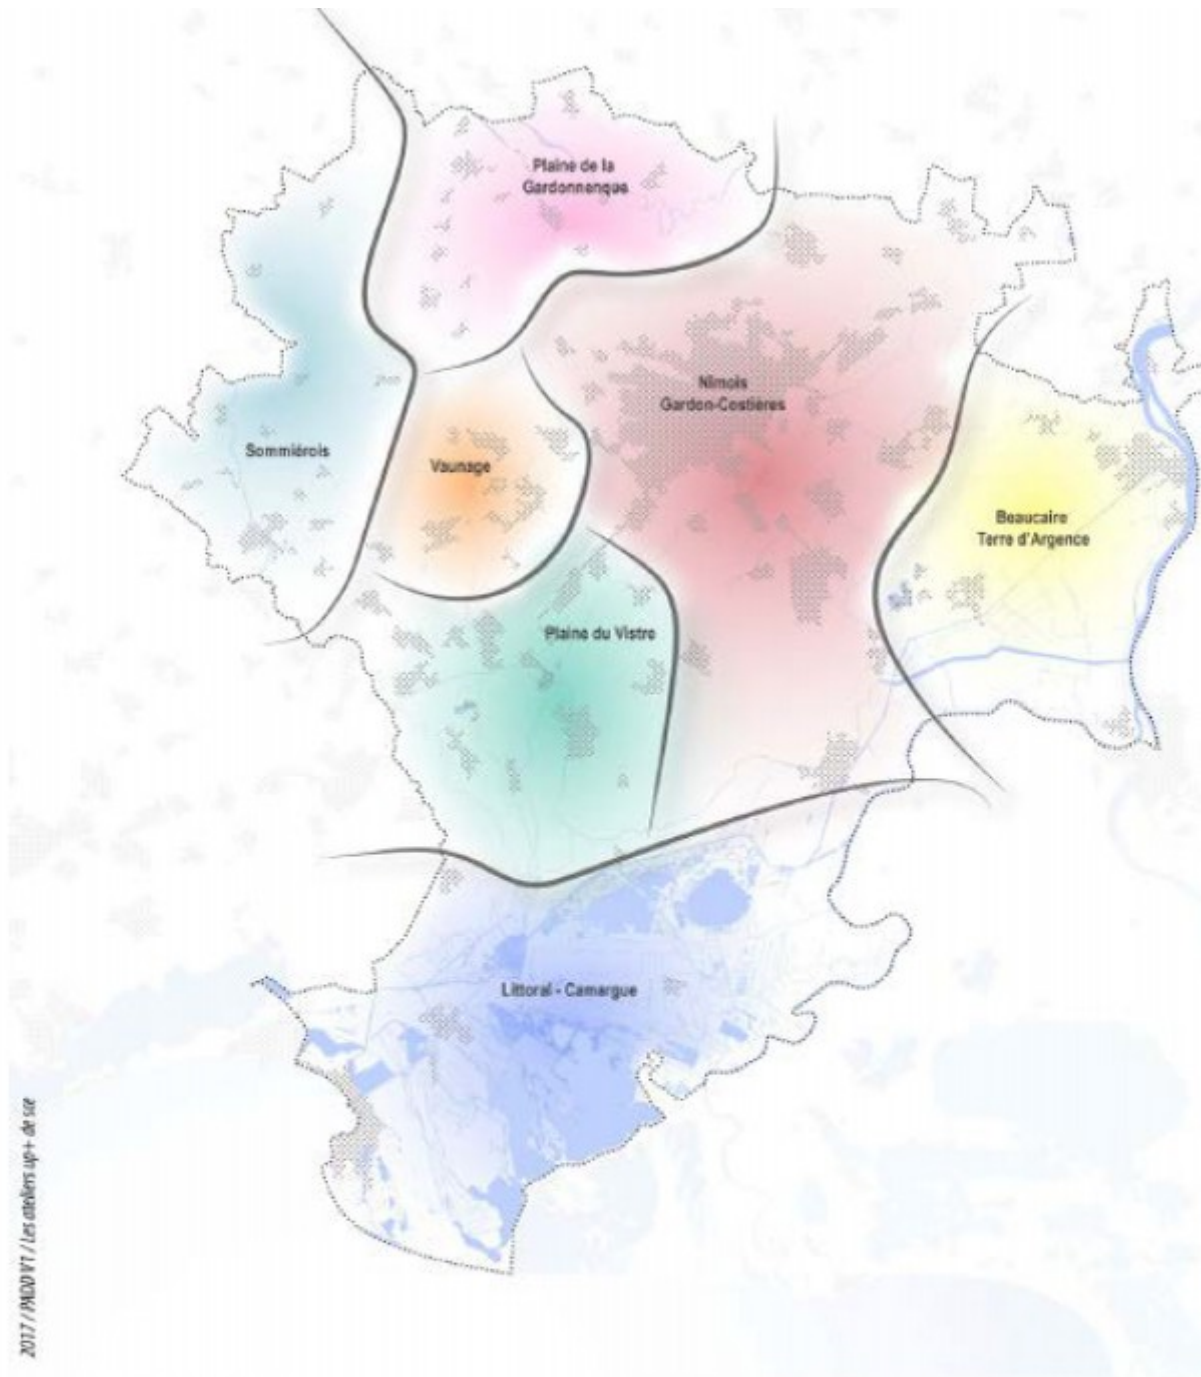 Plaine de la
Gardonnenque
Nîmois
Gardon-Costières
Sommiérois
Vaunage
Beaucaire
Terre d'Argence
Plaine du Vistre
Littoral - Camargue
2017 / PADD V1 / Les ateliers up+ de sce